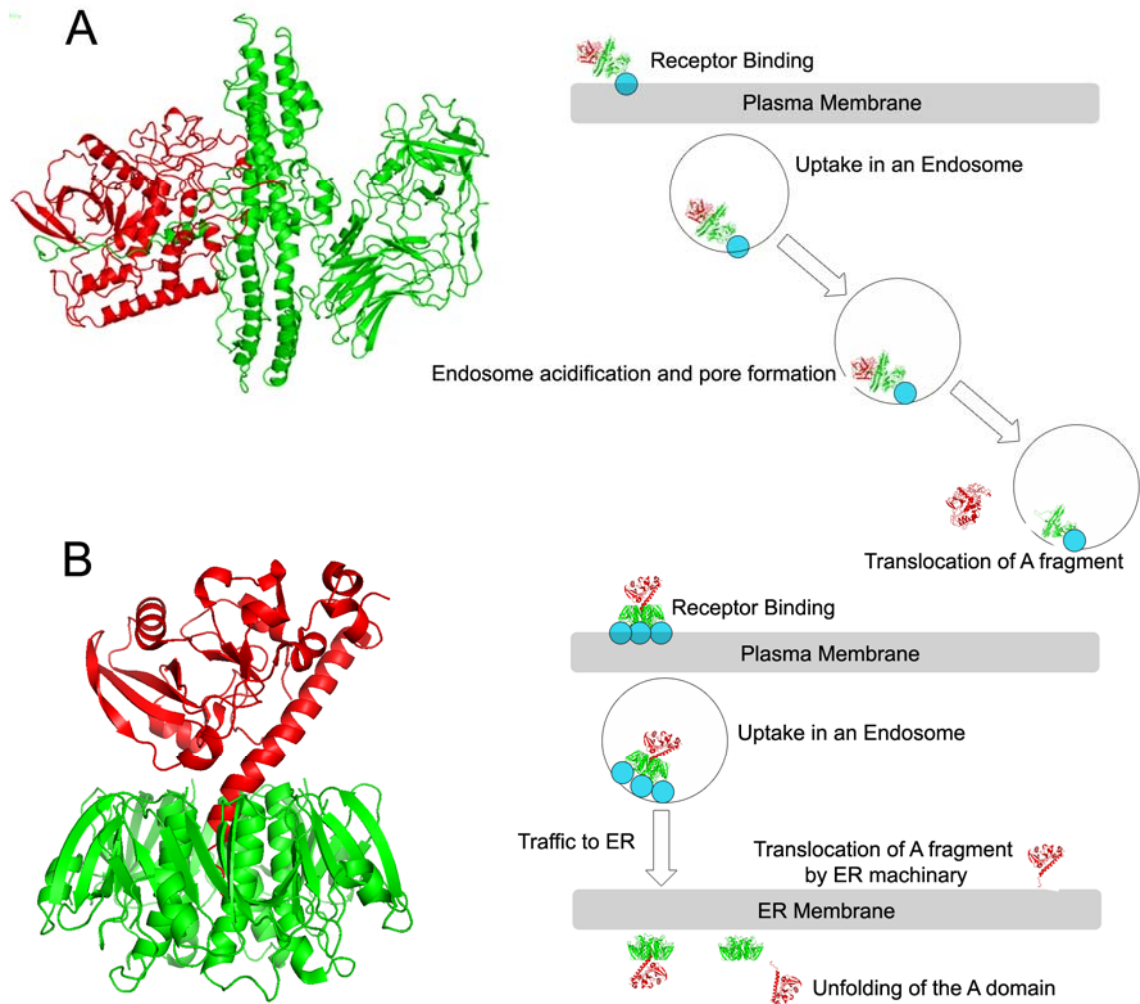 A
Receptor Binding
Plasma Membrane
Uptake in an Endosome
Endosome acidification and pore formation
Translocation of A fragment
B
Receptor Binding
Plasma Membrane
Uptake in an Endosome
Traffic to ER
Translocation of A fragment
by ER machinary
ER Membrane
Unfolding of the A domain